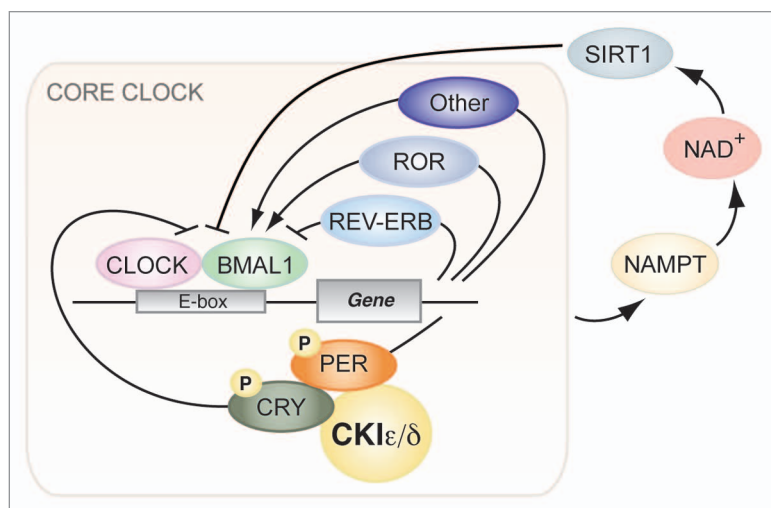 SIRT1
CORE CLOCK
Other
NAD+
ROR
REV-ERB
CLOCK
BMAL1
NAMPT
E-box
Gene
P
PER
P
CRY
CKIε/δ